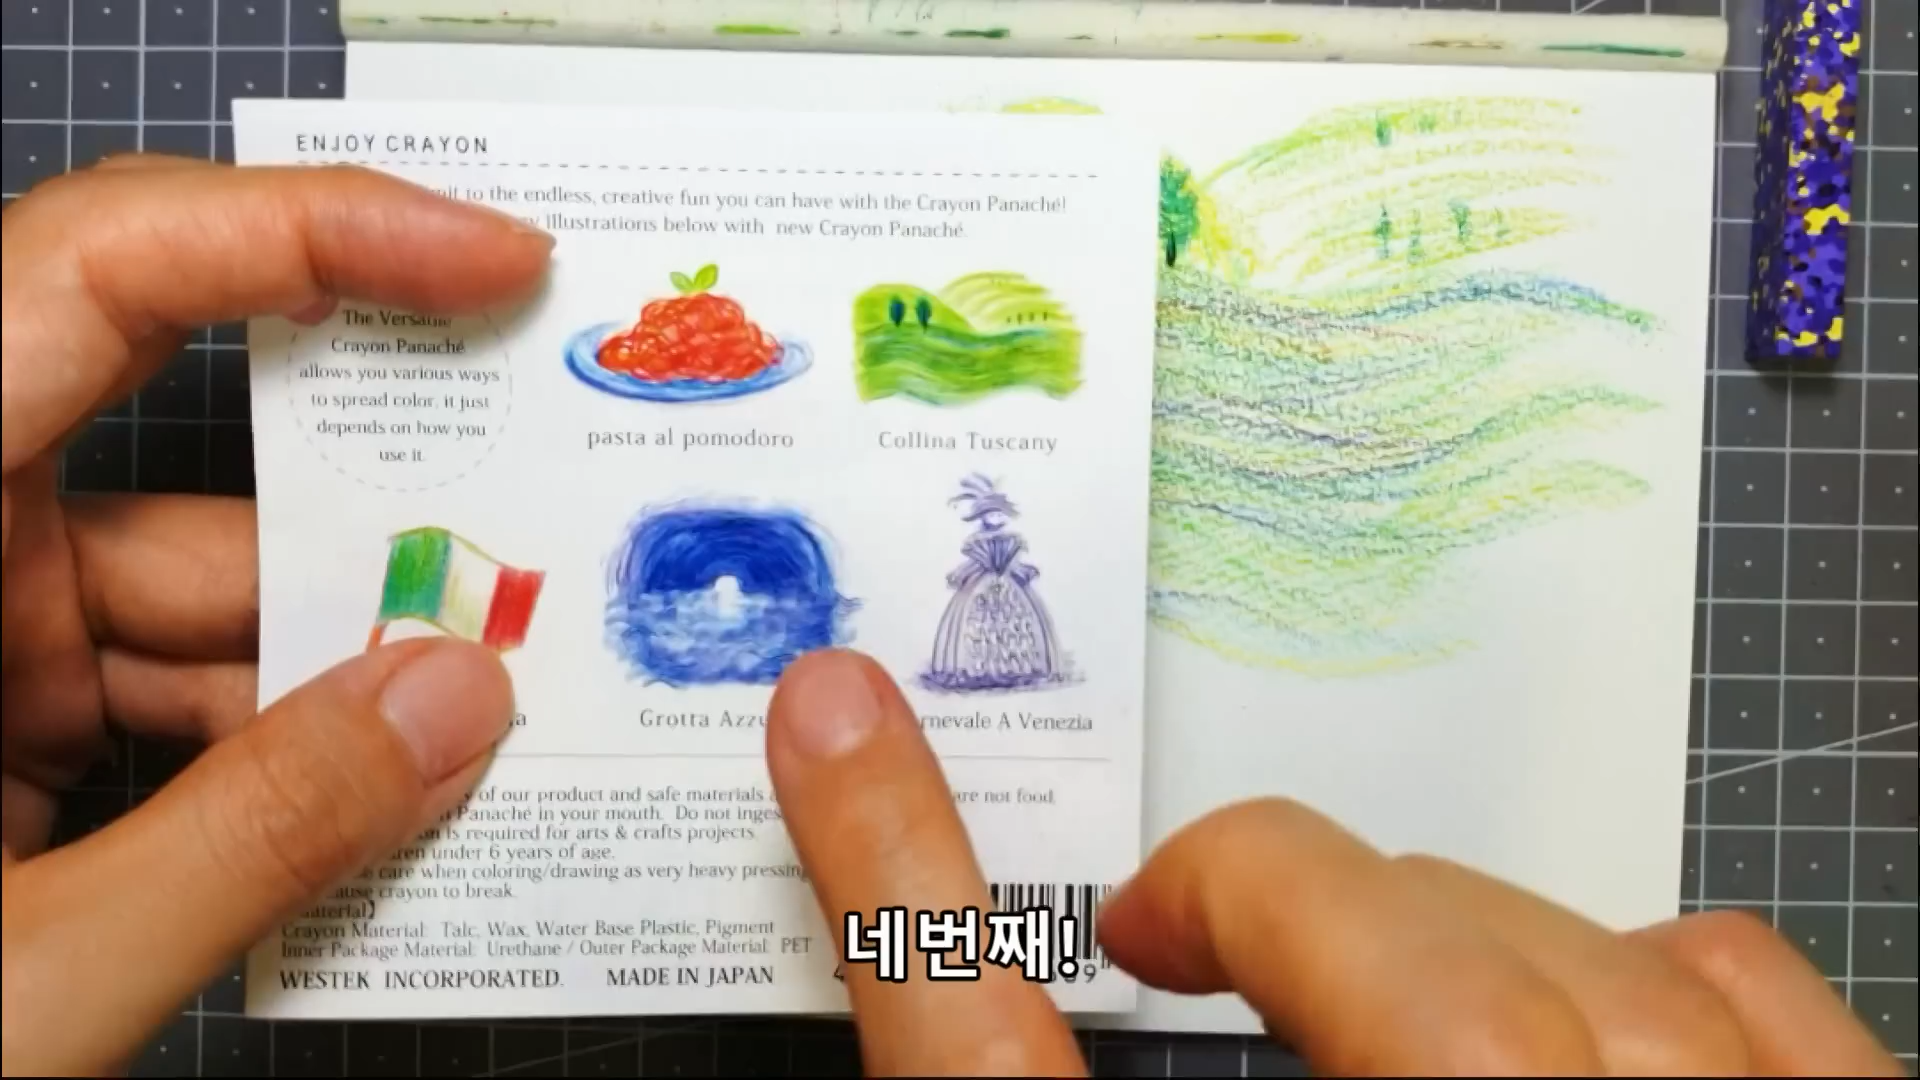 ENJOY CRAYON
to the endless, creative fun you can have with the Crayon Panaché!
Illustrations below with new Crayon Panaché.
The Versatile
Crayon Panaché
allows you various ways
to spread color, it just
depends on how you
use it.
pasta al pomodoro
Collina Tuscany
Grotta
A Venezia
of our product and safe materials are not food.
Panaché in your mouth. Do not
is required for arts & crafts projects.
under 6 years of age.
care when coloring/drawing as very heavy pressing
crayon to break.
Crayon Material: Talc, Wax, Water Base Plastic, Pigment
Inner Package Material: Urethane / Outer Package Material: PET
WESTEK INCORPORATED. MADE IN JAPAN
네번째!